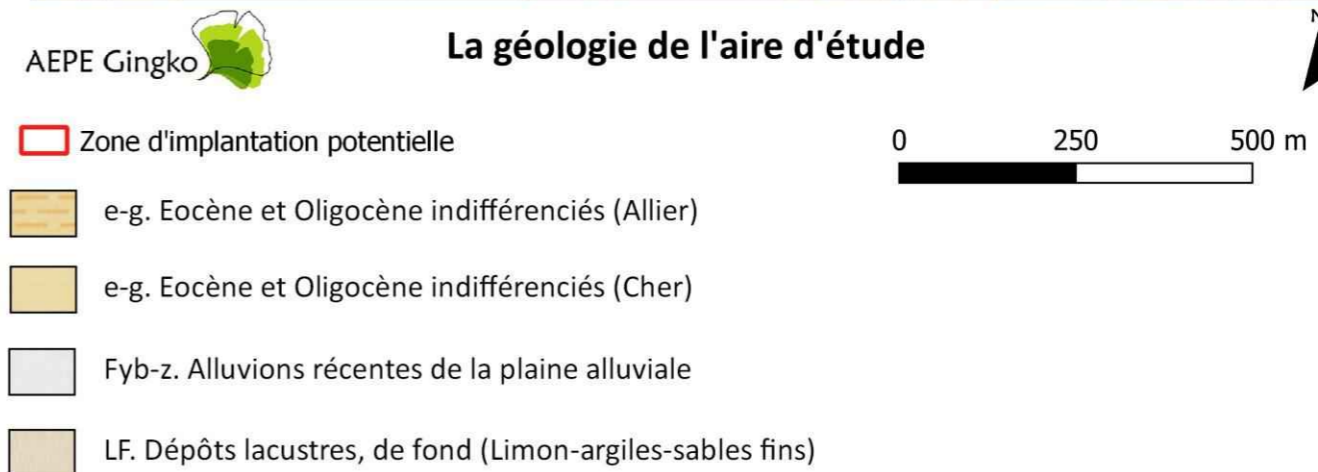 La géologie de l'aire d'étude
N
AEPE Gingko
Zone d'implantation potentielle
0 250 500 m
e-g. Eocène et Oligocène indifférenciés (Allier)
e-g. Eocène et Oligocène indifférenciés (Cher)
Fyb-z. Alluvions récentes de la plaine alluviale
LF. Dépôts lacustres, de fond (Limon-argiles-sables fins)